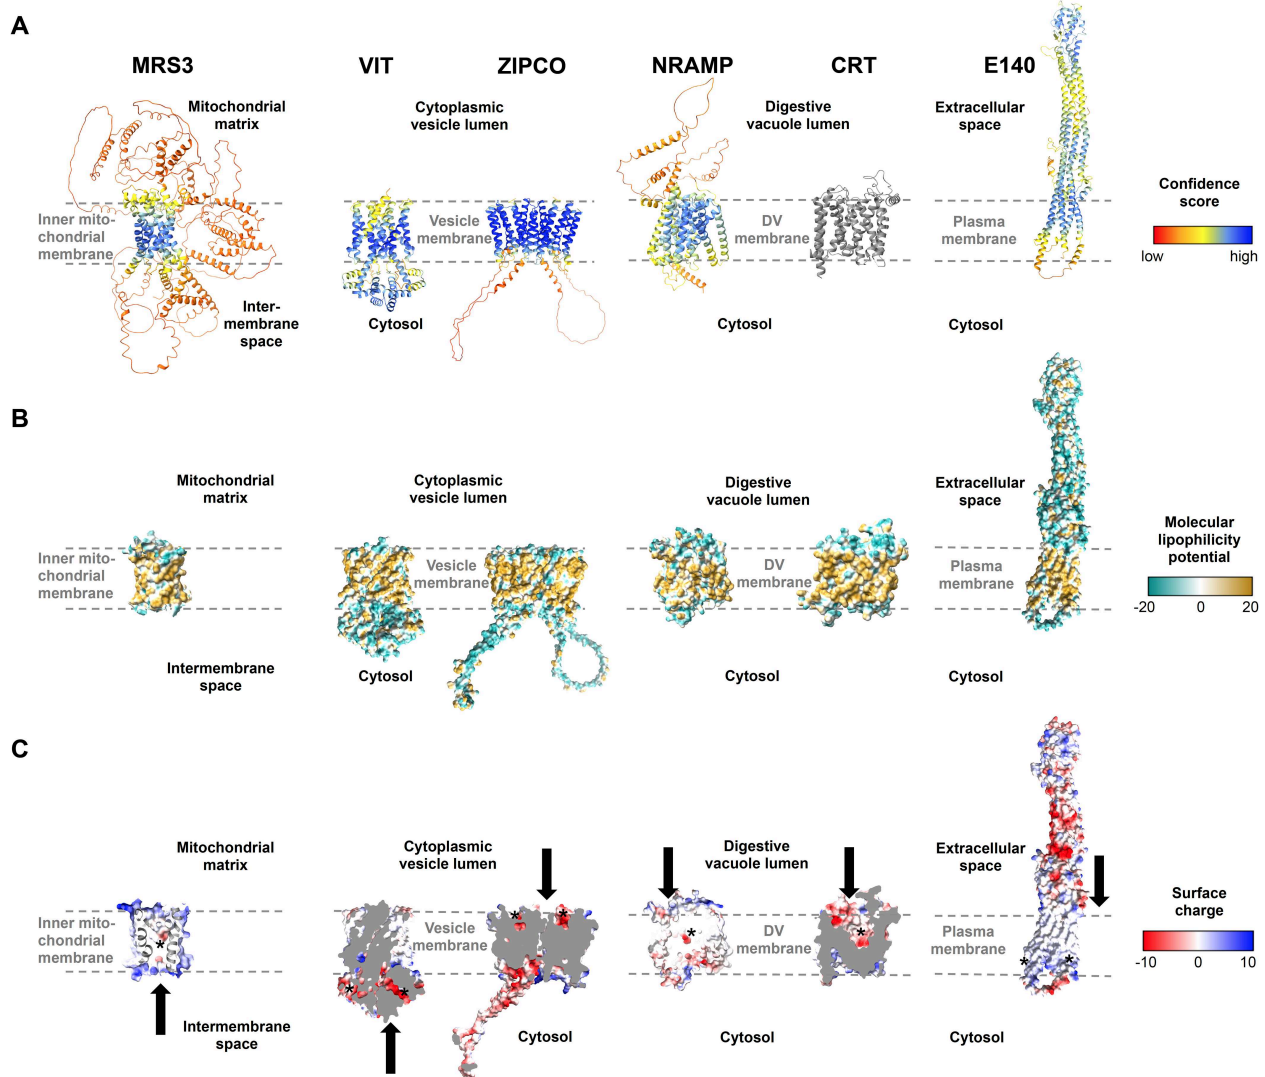 A
MRS3
VIT
ZIPCO
NRAMP
CRT
E140
Mitochondrial
matrix
Cytoplasmic
vesicle lumen
Digestive
vacuole lumen
Extracellular
space
Inner mito-
chondrial
membrane
Vesicle
membrane
DV
membrane
Plasma
membrane
Confidence
score
low
high
Inter-
membrane
space
Cytosol
Cytosol
Cytosol
B
Mitochondrial
matrix
Cytoplasmic
vesicle lumen
Digestive
vacuole lumen
Extracellular
space
Inner mito-
chondrial
membrane
Vesicle
membrane
DV
membrane
Plasma
membrane
Molecular
lipophilicity
potential
-20
0
20
Intermembrane
space
Cytosol
Cytosol
Cytosol
C
Mitochondrial
matrix
Cytoplasmic
vesicle lumen
Digestive
vacuole lumen
Extracellular
space
Inner mito-
chondrial
membrane
*
*
*
Vesicle
membrane
*
*
*
DV
membrane
*
Plasma
membrane
*
*
Surface
charge
-10
0
10
Intermembrane
space
Cytosol
Cytosol
Cytosol